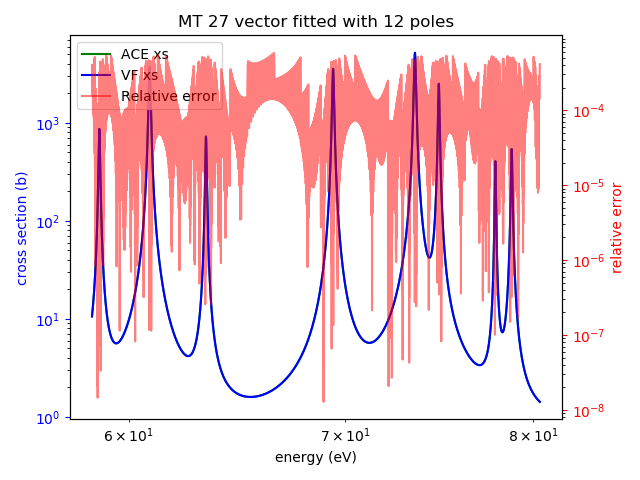 MT 27 vector fitted with 12 poles
ACE xs
VF xs
Relative error
10³
10²
10¹
10⁰
cross section (b)
10⁻⁴
10⁻⁵
10⁻⁶
10⁻⁷
10⁻⁸
relative error
6 × 10¹
7 × 10¹
8 × 10¹
energy (eV)